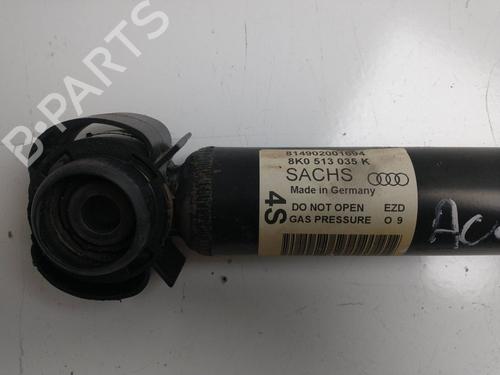 B-PARTS
814902001694
8K0 513 035 K
SACHS
Made in Germany
4S
DO NOT OPEN EZD
GAS PRESSURE O 9